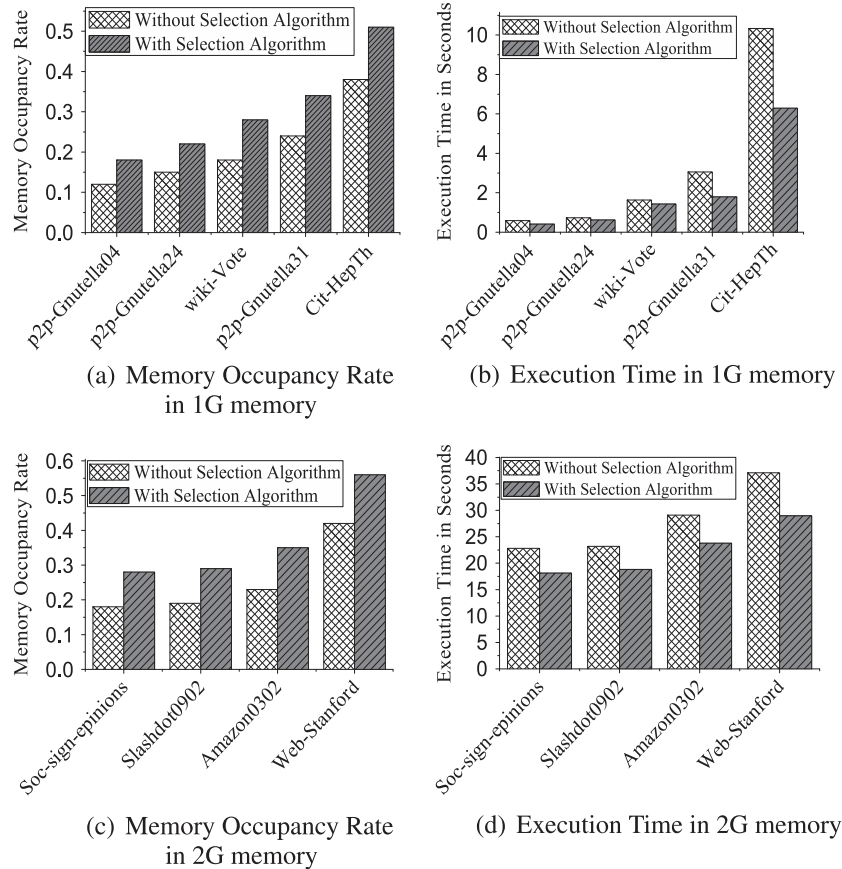 Memory Occupancy Rate
0.5
0.4
0.3
0.2
0.1
0.0
Without Selection Algorithm
With Selection Algorithm
p2p-Gnutella04
p2p-Gnutella24
wiki-Vote
p2p-Gnutella31
Cit-HepTh
(a) Memory Occupancy Rate
in 1G memory
Execution Time in Seconds
10
8
6
4
2
0
Without Selection Algorithm
With Selection Algorithm
p2p-Gnutella04
p2p-Gnutella24
wiki-Vote
p2p-Gnutella31
Cit-HepTh
(b) Execution Time in 1G memory
Memory Occupancy Rate
0.6
0.5
0.4
0.3
0.2
0.1
0.0
Without Selection Algorithm
With Selection Algorithm
Soc-sign-epinions
Slashdot0902
Amazon0302
Web-Stanford
(c) Memory Occupancy Rate
in 2G memory
Execution Time in Seconds
40
35
30
25
20
15
10
5
0
Without Selection Algorithm
With Selection Algorithm
Soc-sign-epinions
Slashdot0902
Amazon0302
Web-Stanford
(d) Execution Time in 2G memory